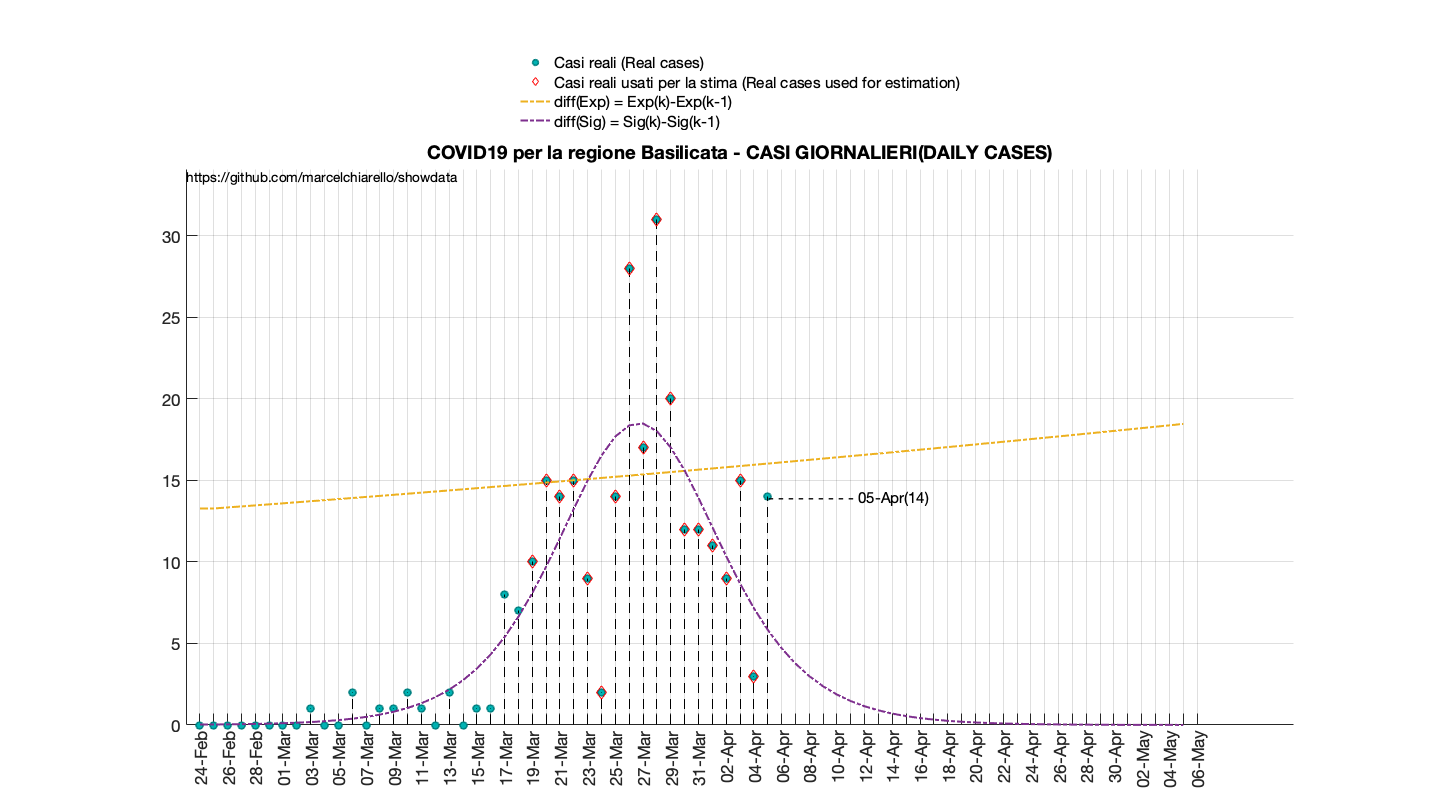 Casi reali (Real cases)
Casi reali usati per la stima (Real cases used for estimation)
diff(Exp) = Exp(k)-Exp(k-1)
diff(Sig) = Sig(k)-Sig(k-1)
COVID19 per la regione Basilicata - CASI GIORNALIERI(DAILY CASES)
https://github.com/marcelchiarello/showdata
30
25
20
15
10
5
0
05-Apr(14)
24-Feb
26-Feb
28-Feb
01-Mar
03-Mar
05-Mar
07-Mar
09-Mar
11-Mar
13-Mar
15-Mar
17-Mar
19-Mar
21-Mar
23-Mar
25-Mar
27-Mar
29-Mar
31-Mar
02-Apr
04-Apr
06-Apr
08-Apr
10-Apr
12-Apr
14-Apr
16-Apr
18-Apr
20-Apr
22-Apr
24-Apr
26-Apr
28-Apr
30-Apr
02-May
04-May
06-May